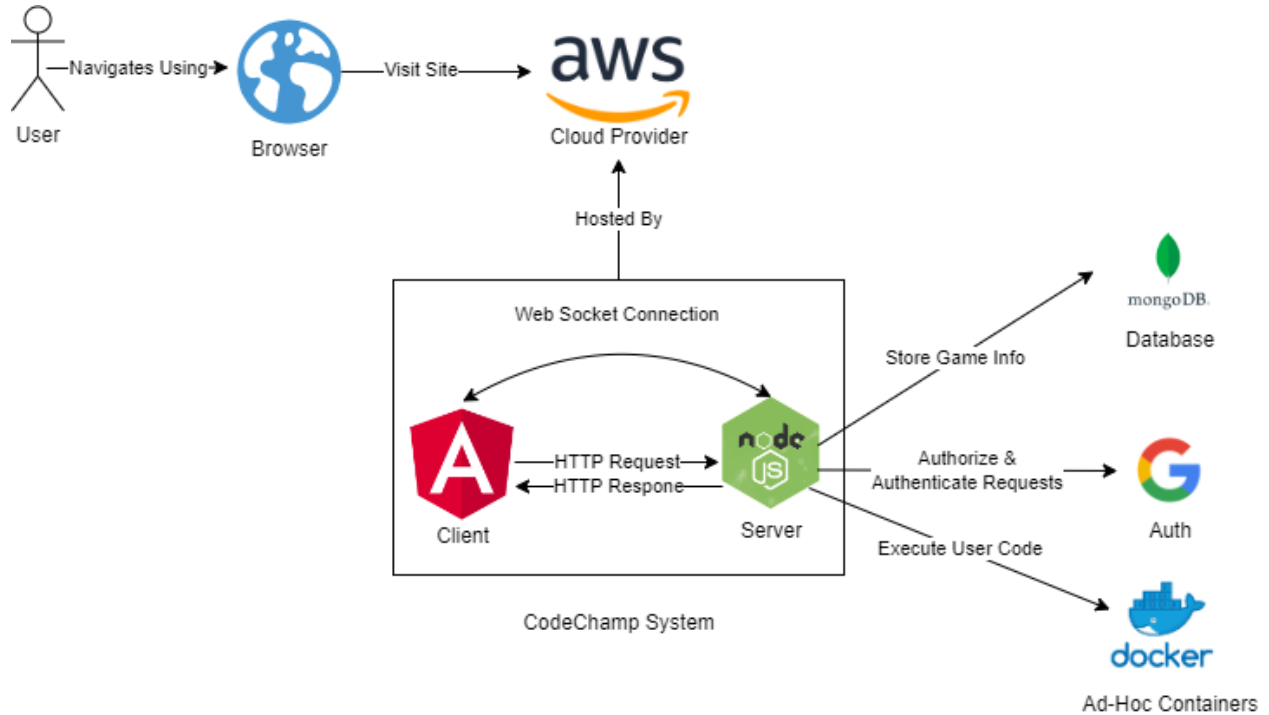 Navigates Using
User
Browser
Visit Site
aws
Cloud Provider
Hosted By
Web Socket Connection
Client
HTTP Request
HTTP Respone
node
JS
Server
CodeChamp System
Store Game Info
mongoDB.
Database
Authorize &
Authenticate Requests
Auth
Execute User Code
docker
Ad-Hoc Containers